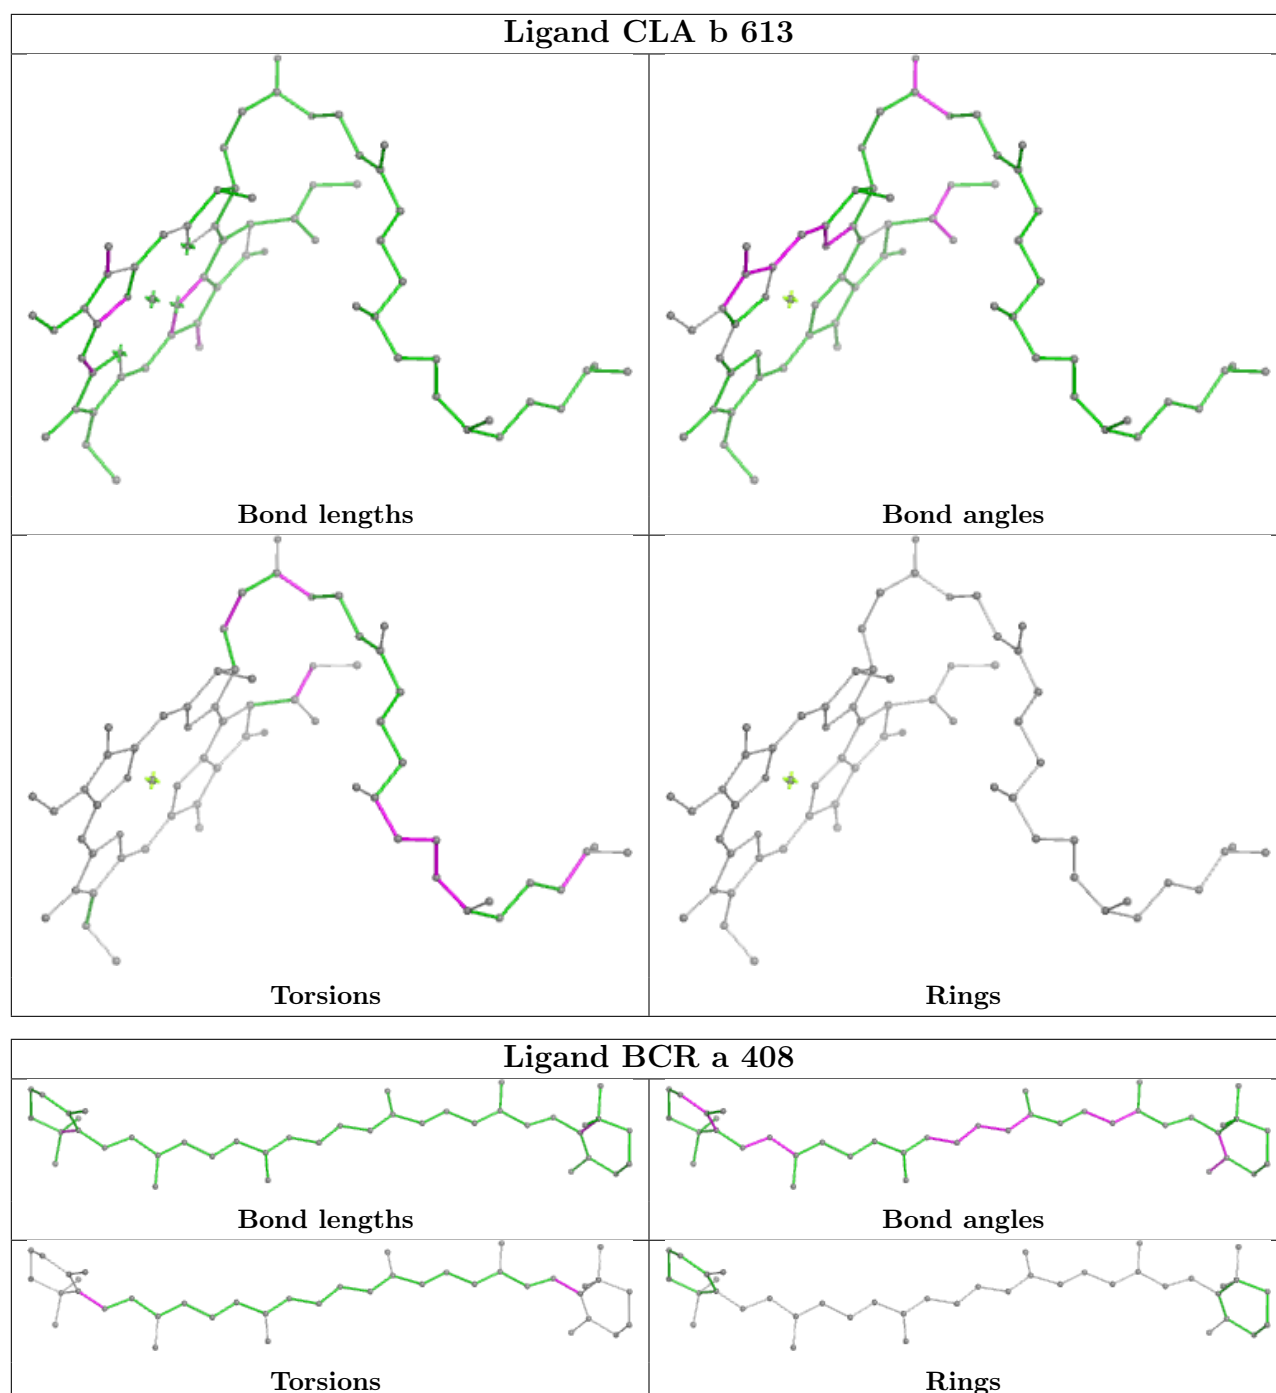 Ligand CLA b 613
Bond lengths
Bond angles
Torsions
Rings
Ligand BCR a 408
Bond lengths
Bond angles
Torsions
Rings